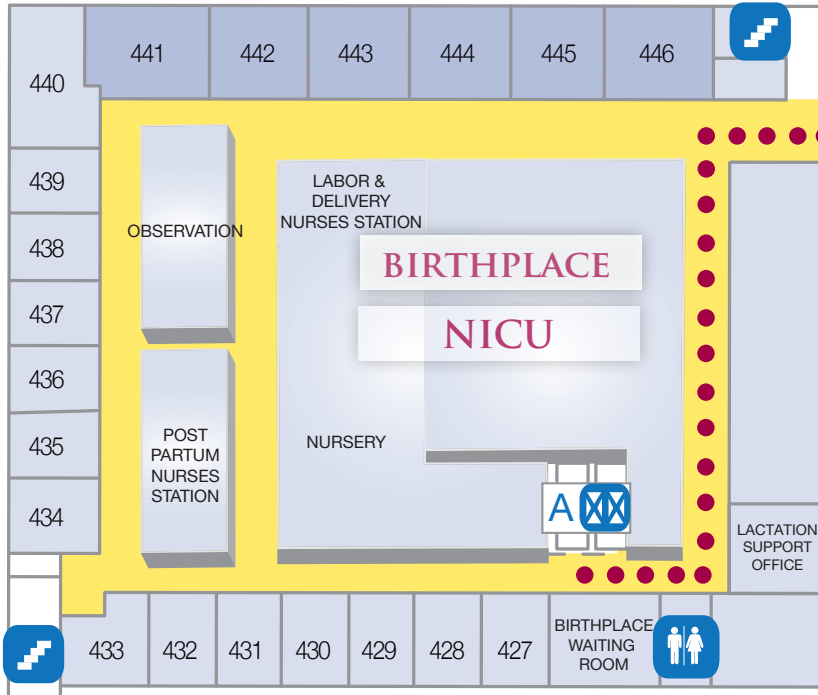 441
442
443
444
445
446
440
439
438
437
436
435
434
OBSERVATION
LABOR &
DELIVERY
NURSES STATION
BIRTHPLACE
NICU
POST
PARTUM
NURSES
STATION
NURSERY
A
LACTATION
SUPPORT
OFFICE
433
432
431
430
429
428
427
BIRTHPLACE
WAITING
ROOM